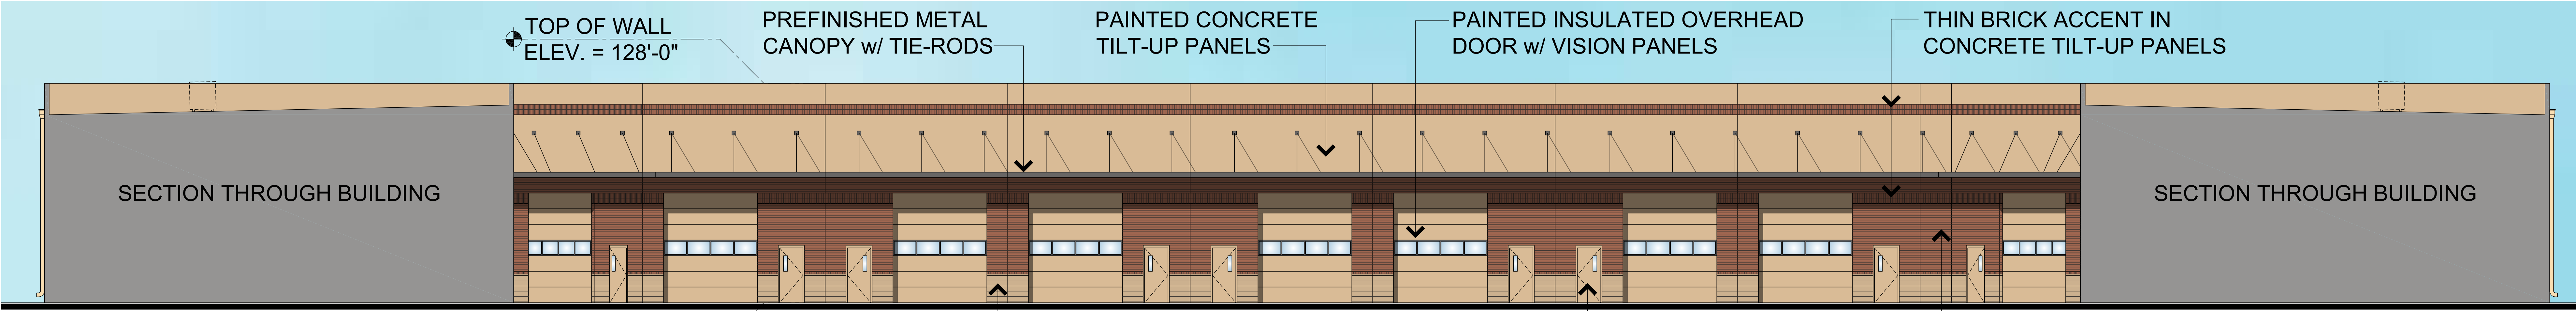 TOP OF WALL
ELEV. = 128'-0"
PREFINISHED METAL
CANOPY w/ TIE-RODS
PAINTED CONCRETE
TILT-UP PANELS
PAINTED INSULATED OVERHEAD
DOOR w/ VISION PANELS
THIN BRICK ACCENT IN
CONCRETE TILT-UP PANELS
SECTION THROUGH BUILDING
SECTION THROUGH BUILDING